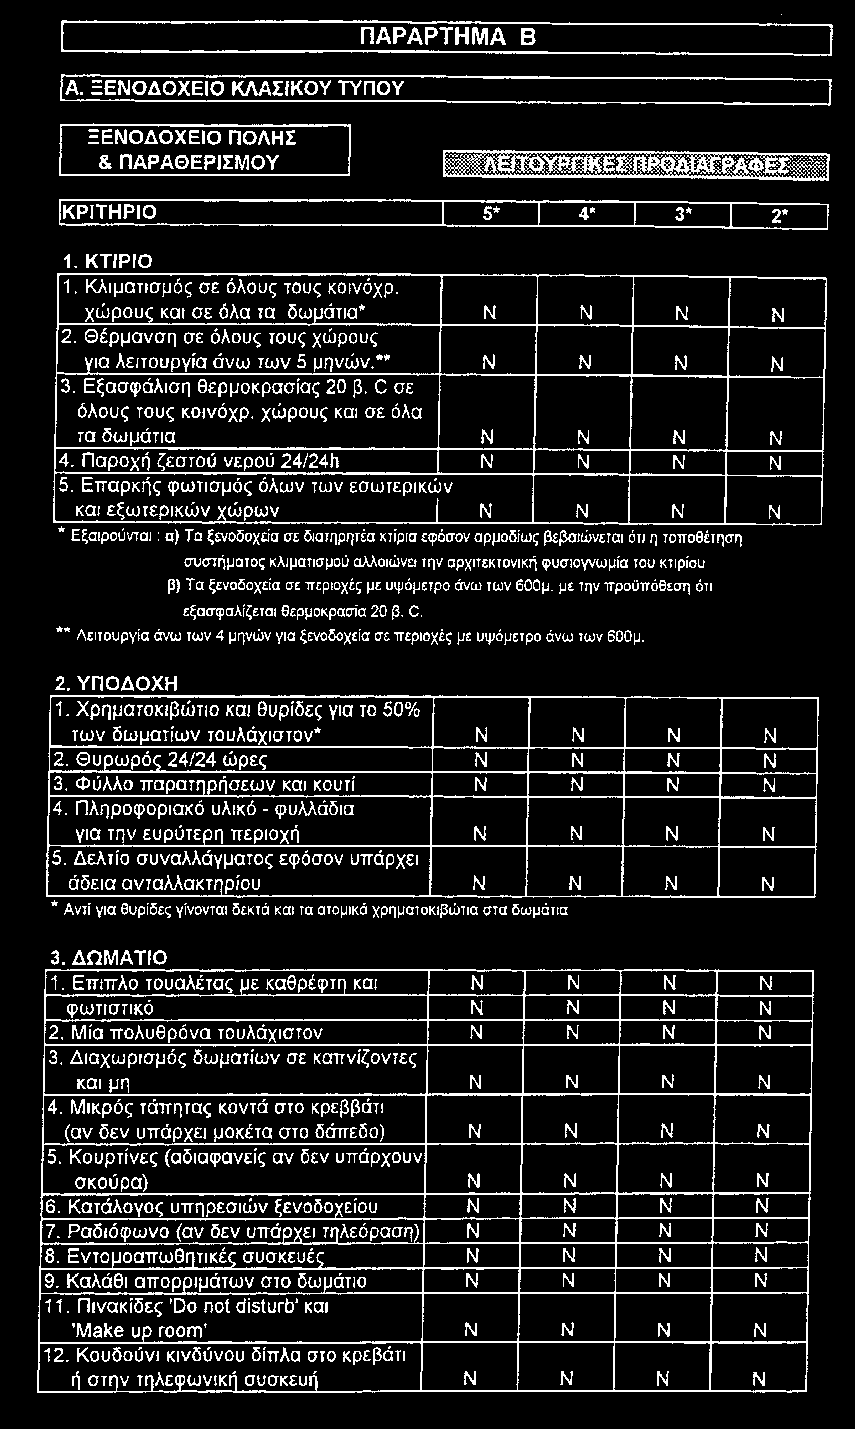 ΠΑΡΑΡΤΗΜΑ Β
Α. ΞΕΝΟΔΟΧΕΙΟ ΚΛΑΣΙΚΟΥ ΤΥΠΟΥ
ΞΕΝΟΔΟΧΕΙΟ ΠΟΛΗΣ
& ΠΑΡΑΘΕΡΙΣΜΟΥ
ΛΕΙΤΟΥΡΓΙΚΕΣ ΠΡΟΔΙΑΓΡΑΦΕΣ
ΚΡΙΤΗΡΙΟ 5* 4* 3* 2*
1. ΚΤΙΡΙΟ
1. Κλιματισμός σε όλους τους κοινόχρ.
χώρους και σε όλα τα δωμάτια* Ν Ν Ν Ν
2. Θέρμανση σε όλους τους χώρους
για λειτουργία άνω των 5 μηνών.** Ν Ν Ν Ν
3. Εξασφάλιση θερμοκρασίας 20 β. C σε
όλους τους κοινόχρ. χώρους και σε όλα
τα δωμάτια Ν Ν Ν Ν
4. Παροχή ζεστού νερού 24/24h Ν Ν Ν Ν
5. Επαρκής φωτισμός όλων των εσωτερικών
και εξωτερικών χώρων Ν Ν Ν Ν
* Εξαιρούνται : α) Τα ξενοδοχεία σε διατηρητέα κτίρια εφόσον αρμοδίως βεβαιώνεται ότι η τοποθέτηση
συστήματος κλιματισμού αλλοιώνει την αρχιτεκτονική φυσιογνωμία του κτιρίου
β) Τα ξενοδοχεία σε περιοχές με υψόμετρο άνω των 600μ. με την προϋπόθεση ότι
εξασφαλίζεται θερμοκρασία 20 β. C.
** Λειτουργία άνω των 4 μηνών για ξενοδοχεία σε περιοχές με υψόμετρο άνω των 600μ.
2. ΥΠΟΔΟΧΗ
1. Χρηματοκιβώτιο και θυρίδες για το 50%
των δωματίων τουλάχιστον* Ν Ν Ν Ν
2. Θυρωρός 24/24 ώρες Ν Ν Ν Ν
3. Φύλλο παρατηρήσεων και κουτί Ν Ν Ν Ν
4. Πληροφοριακό υλικό - φυλλάδια
για την ευρύτερη περιοχή Ν Ν Ν Ν
5. Δελτίο συναλλάγματος εφόσον υπάρχει
άδεια ανταλλακτηρίου Ν Ν Ν Ν
* Αντί για θυρίδες γίνονται δεκτά και τα ατομικά χρηματοκιβώτια στα δωμάτια
3. ΔΩΜΑΤΙΟ
1. Επιπλο τουαλέτας με καθρέφτη και Ν Ν Ν Ν
φωτιστικό Ν Ν Ν Ν
2. Μία πολυθρόνα τουλάχιστον Ν Ν Ν Ν
3. Διαχωρισμός δωματίων σε καπνίζοντες
και μη Ν Ν Ν Ν
4. Μικρός τάπητας κοντά στο κρεββάτι
(αν δεν υπάρχει μοκέτα στο δάπεδο) Ν Ν Ν Ν
5. Κουρτίνες (αδιαφανείς αν δεν υπάρχουν
σκούρα) Ν Ν Ν Ν
6. Κατάλογος υπηρεσιών ξενοδοχείου Ν Ν Ν Ν
7. Ραδιόφωνο (αν δεν υπάρχει τηλεόραση) Ν Ν Ν Ν
8. Εντομοαπωθητικές συσκευές Ν Ν Ν Ν
9. Καλάθι απορριμάτων στο δωμάτιο Ν Ν Ν Ν
11. Πινακίδες 'Do not disturb' και
'Make up room' Ν Ν Ν Ν
12. Κουδούνι κινδύνου δίπλα στο κρεβάτι
ή στην τηλεφωνική συσκευή Ν Ν Ν Ν